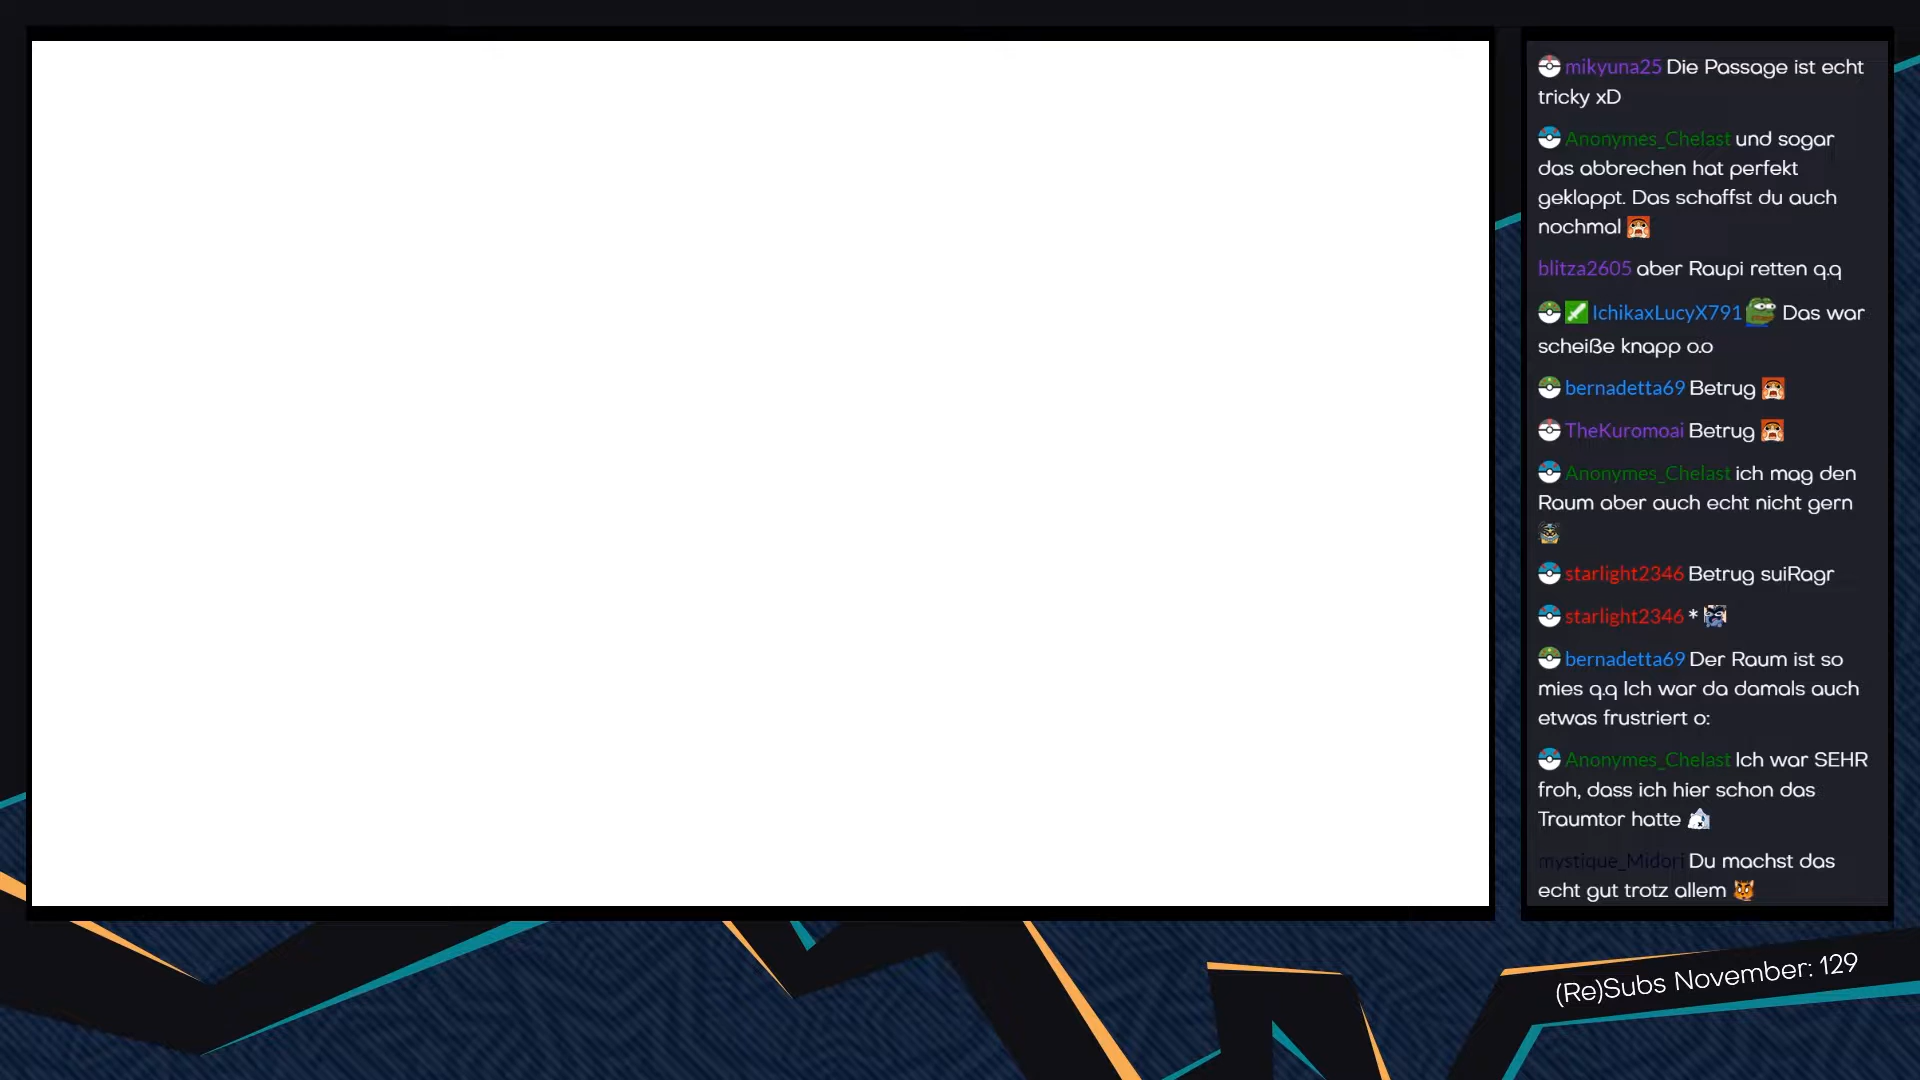 mikyuna25 Die Passage ist echt
tricky xD
Anonymes_Chelast und sogar
das abbrechen hat perfekt
geklappt. Das schaffst du auch
nochmal
blitza2605 aber Raupi retten q.q
IchikaxLucyX791 Das war
scheiße knapp o.o
bernadetta69 Betrug
TheKuromoai Betrug
Anonymes_Chelast ich mag den
Raum aber auch echt nicht gern
starlight2346 Betrug suiRagr
starlight2346 *
bernadetta69 Der Raum ist so
mies q.q Ich war da damals auch
etwas frustriert o:
Anonymes_Chelast Ich war SEHR
froh, dass ich hier schon das
Traumtor hatte
mystique_Midori Du machst das
echt gut trotz allem
(Re)Subs November: 129